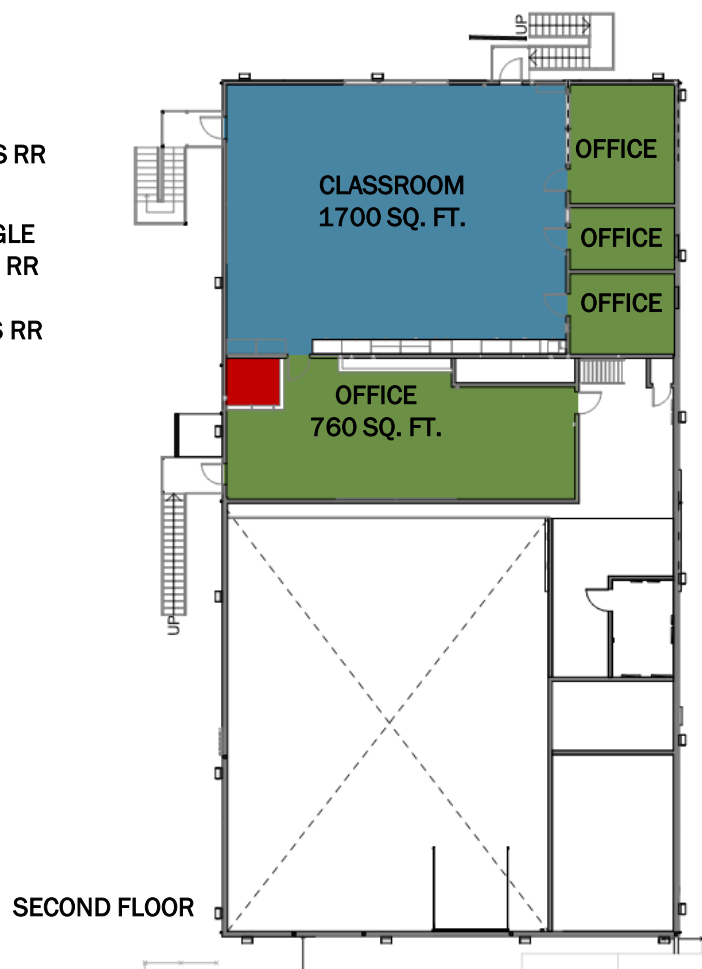 UP
S RR
OFFICE
CLASSROOM
1700 SQ. FT.
GLE
RR
OFFICE
OFFICE
S RR
OFFICE
760 SQ. FT.
UP
SECOND FLOOR